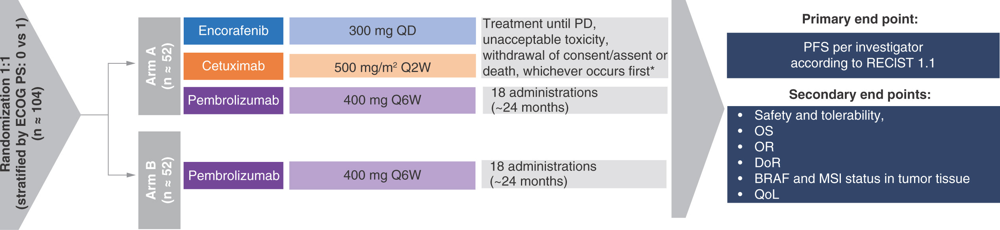 Randomization 1:1
(stratified by ECOG PS: 0 vs 1)
(n ≈ 104)
Arm A
(n ≈ 52)
Encorafenib
300 mg QD
Treatment until PD,
unacceptable toxicity,
withdrawal of consent/assent or
death, whichever occurs first*
Cetuximab
500 mg/m² Q2W
Pembrolizumab
400 mg Q6W
18 administrations
(~24 months)
Arm B
(n ≈ 52)
Pembrolizumab
400 mg Q6W
18 administrations
(~24 months)
Primary end point:
PFS per investigator
according to RECIST 1.1
Secondary end points:
• Safety and tolerability,
• OS
• OR
• DoR
• BRAF and MSI status in tumor tissue
• QoL